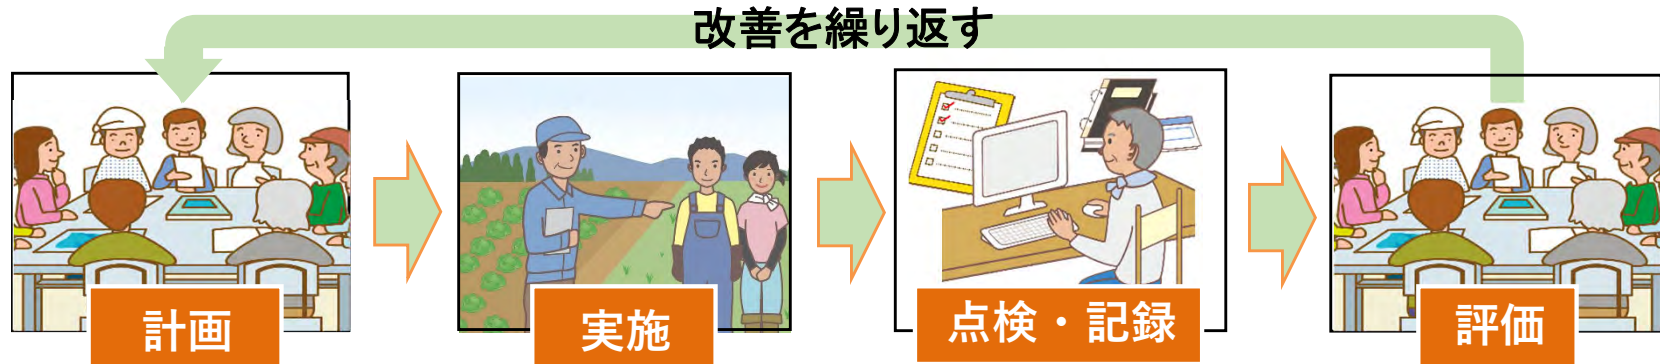 改善を繰り返す
計画
実施
点検・記録
評価